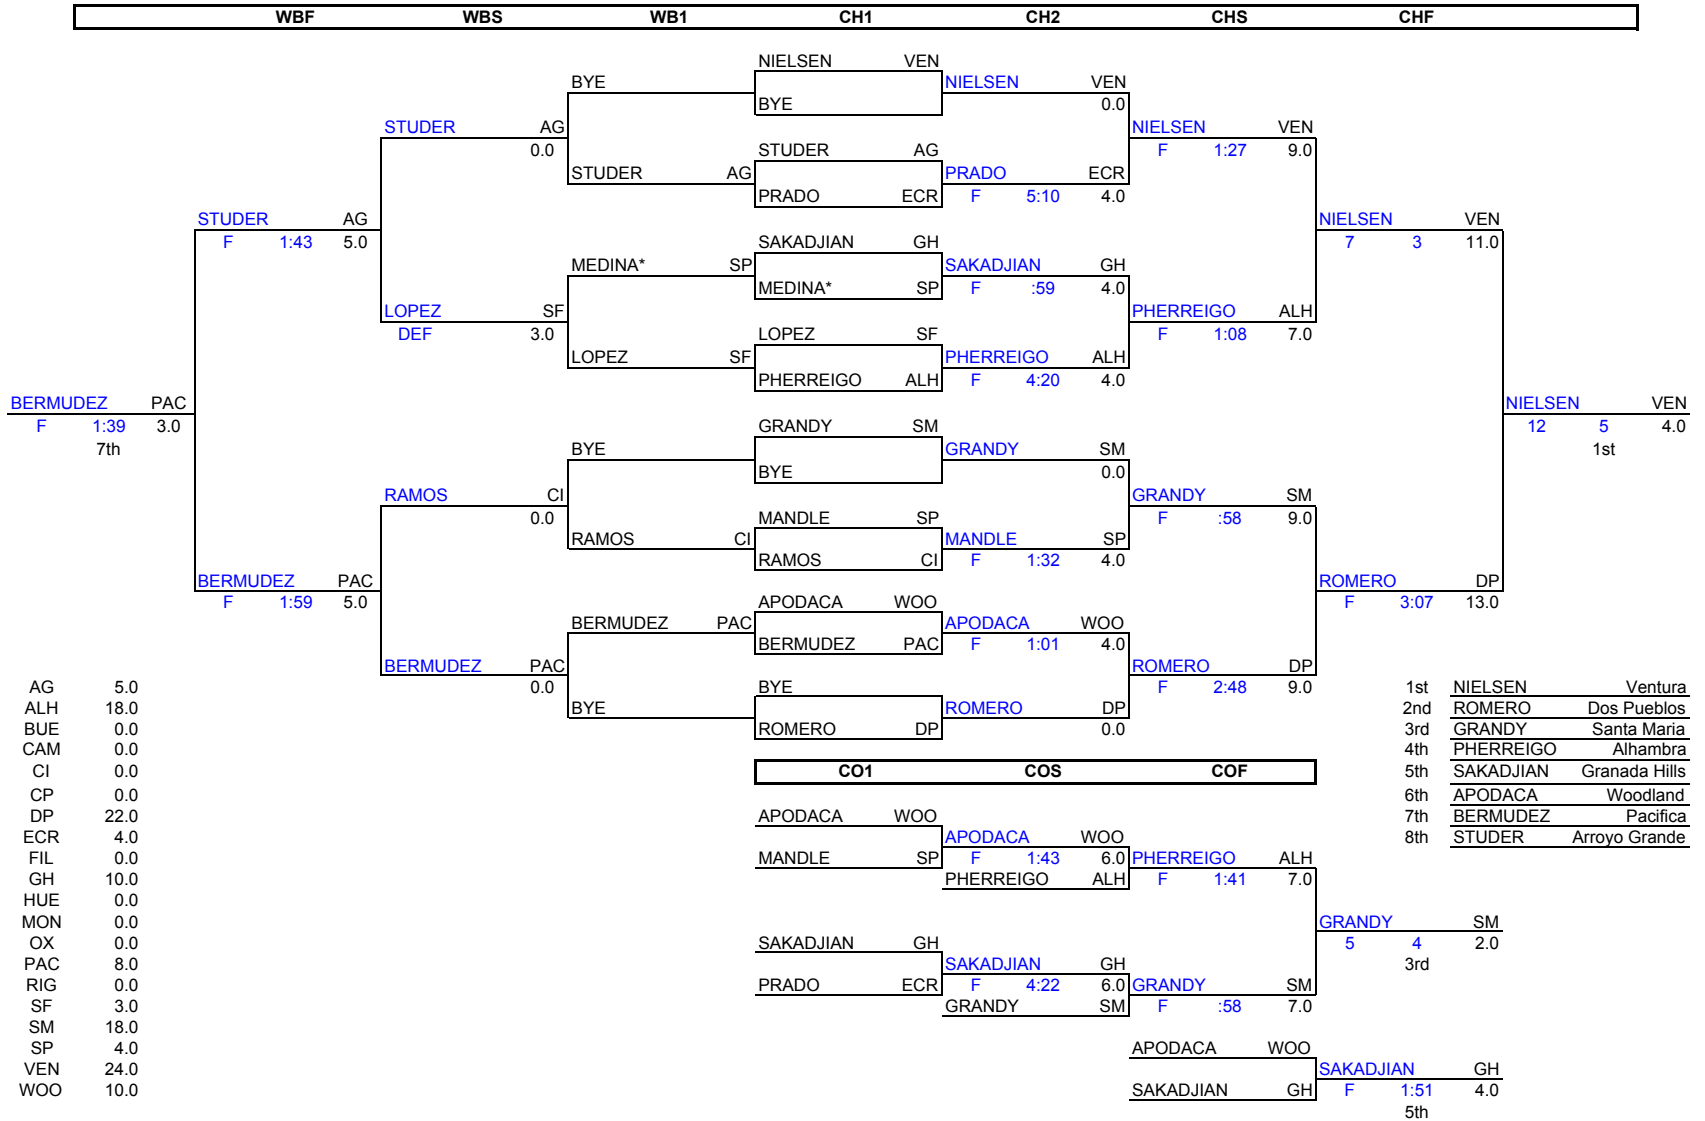 WBF WBS WB1 CH1 CH2 CHS CHF
NIELSEN VEN
BYE NIELSEN VEN
BYE 0.0
STUDER AG NIELSEN VEN
0.0 STUDER AG F 1:27 9.0
STUDER AG PRADO ECR
PRADO ECR F 5:10 4.0
STUDER AG NIELSEN VEN
F 1:43 5.0 SAKADJIAN GH 7 3 11.0
MEDINA* SP SAKADJIAN GH
MEDINA* SP F :59 4.0
LOPEZ SF PHERREIGO ALH
DEF 3.0 LOPEZ SF F 1:08 7.0
LOPEZ SF PHERREIGO ALH
PHERREIGO ALH F 4:20 4.0
BERMUDEZ PAC NIELSEN VEN
F 1:39 3.0 GRANDY SM 12 5 4.0
7th BYE GRANDY SM 1st
BYE 0.0
RAMOS CI GRANDY SM
0.0 MANDLE SP F :58 9.0
RAMOS CI MANDLE SP
RAMOS CI F 1:32 4.0
BERMUDEZ PAC ROMERO DP
F 1:59 5.0 APODACA WOO F 3:07 13.0
BERMUDEZ PAC APODACA WOO
BERMUDEZ PAC F 1:01 4.0
BERMUDEZ PAC ROMERO DP
AG 5.0 0.0 BYE F 2:48 9.0 1st NIELSEN Ventura
ALH 18.0 BYE ROMERO DP 2nd ROMERO Dos Pueblos
BUE 0.0 ROMERO DP 0.0 3rd GRANDY Santa Maria
CAM 0.0 4th PHERREIGO Alhambra
CI 0.0 CO1 COS COF 5th SAKADJIAN Granada Hills
CP 0.0 6th APODACA Woodland
DP 22.0 APODACA WOO 7th BERMUDEZ Pacifica
ECR 4.0 APODACA WOO 8th STUDER Arroyo Grande
FIL 0.0 MANDLE SP F 1:43 6.0 PHERREIGO ALH
GH 10.0 PHERREIGO ALH F 1:41 7.0
HUE 0.0
MON 0.0 GRANDY SM
OX 0.0 SAKADJIAN GH 5 4 2.0
PAC 8.0 SAKADJIAN GH 3rd
RIG 0.0 PRADO ECR F 4:22 6.0 GRANDY SM
SF 3.0 GRANDY SM F :58 7.0
SM 18.0
SP 4.0 APODACA WOO
VEN 24.0 SAKADJIAN GH
WOO 10.0 SAKADJIAN GH F 1:51 4.0
5th